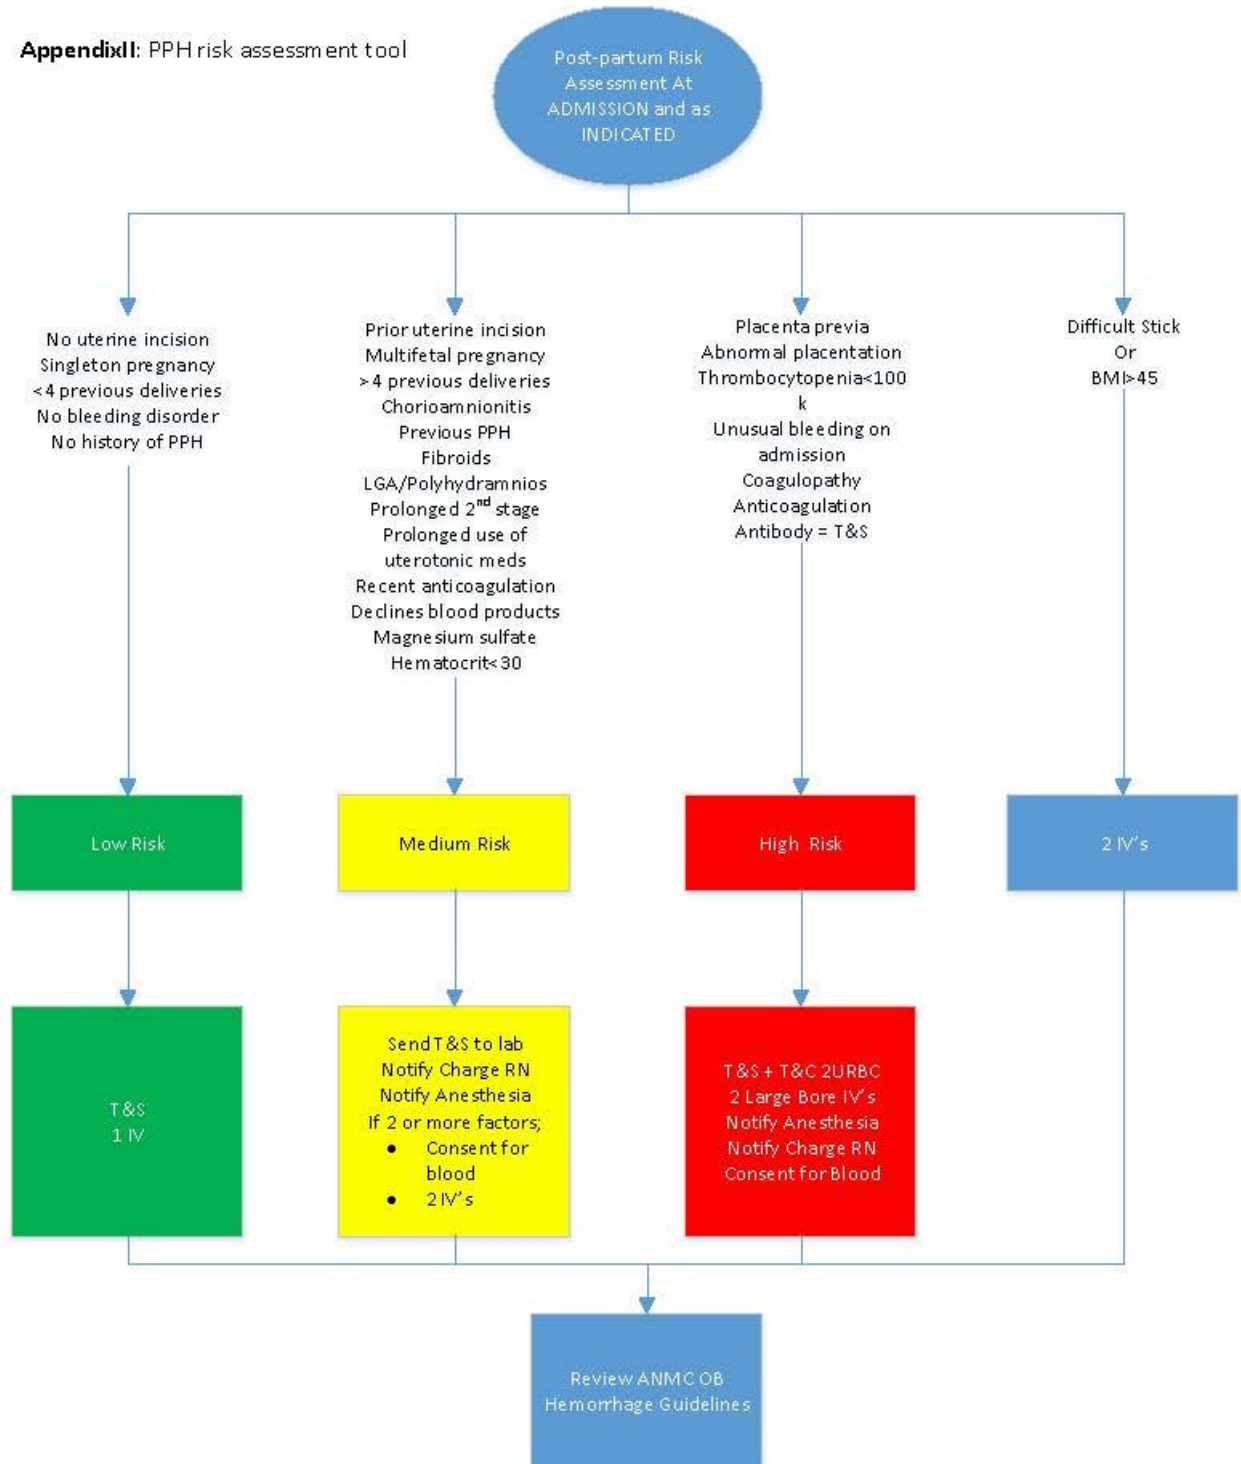 AppendixII: PPH risk assessment tool
Post-partum Risk
Assessment At
ADMISSION and as
INDICATED
No uterine incision
Singleton pregnancy
<4 previous deliveries
No bleeding disorder
No history of PPH
Prior uterine incision
Multifetal pregnancy
>4 previous deliveries
Chorioamnionitis
Previous PPH
Fibroids
LGA/Polyhydramnios
Prolonged 2nd stage
Prolonged use of
uterotonic meds
Recent anticoagulation
Declines blood products
Magnesium sulfate
Hematocrit<30
Placenta previa
Abnormal placentation
Thrombocytopenia<100
k
Unusual bleeding on
admission
Coagulopathy
Anticoagulation
Antibody = T&S
Difficult Stick
Or
BMI>45
Low Risk
Medium Risk
High Risk
2 IV's
T&S
1 IV
Send T&S to lab
Notify Charge RN
Notify Anesthesia
If 2 or more factors;
● Consent for
blood
● 2 IV's
T&S + T&C 2URBC
2 Large Bore IV's
Notify Anesthesia
Notify Charge RN
Consent for Blood
Review ANMC OB
Hemorrhage Guidelines